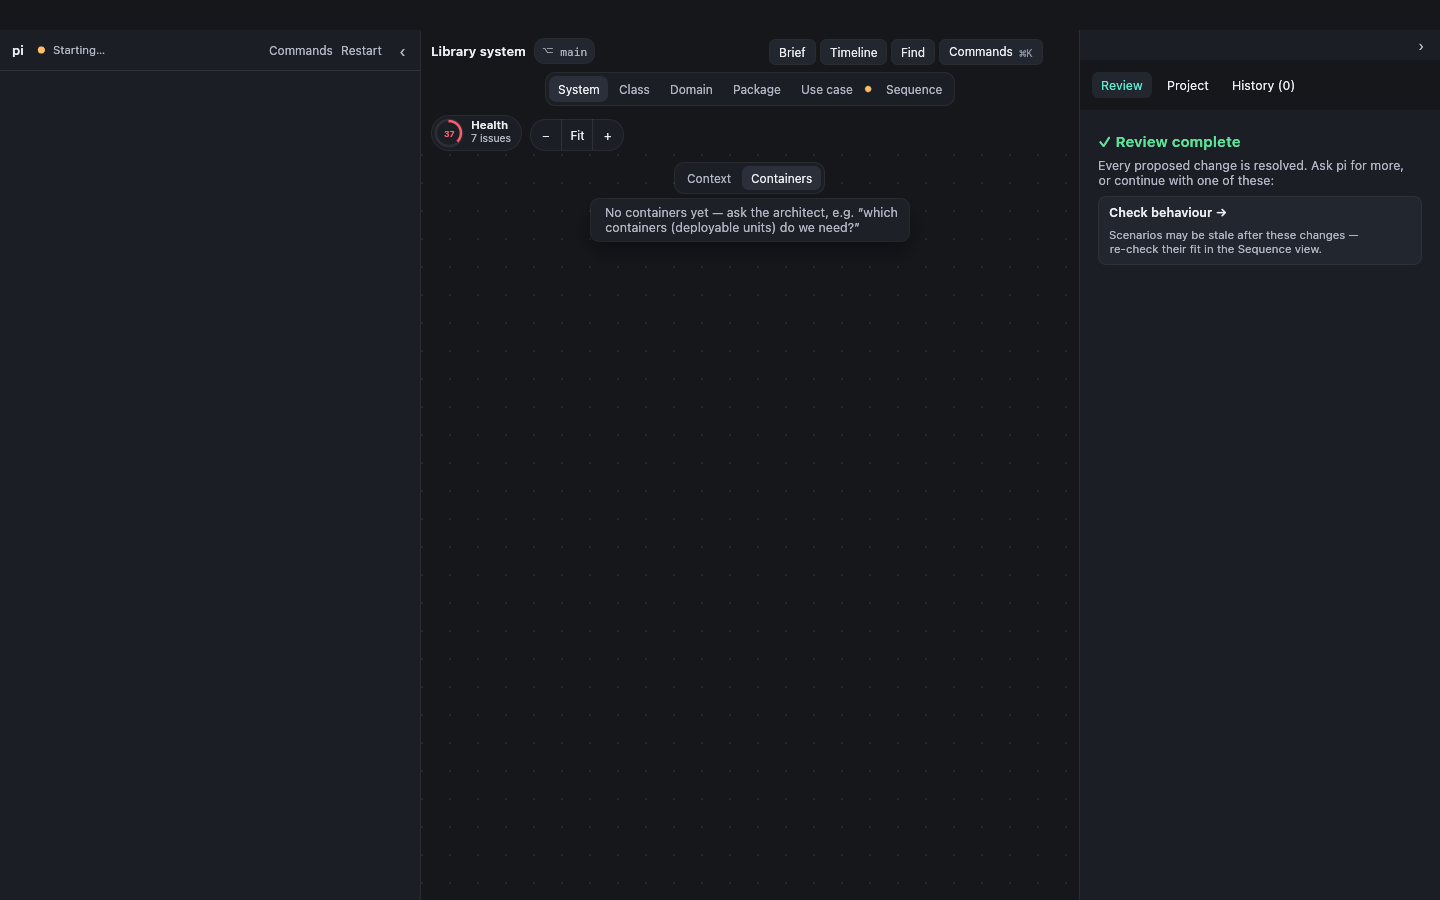 pi
Starting...
Commands
Restart
‹
Library system
main
Brief
Timeline
Find
Commands ⌘K
System
Class
Domain
Package
Use case
Sequence
37
Health
7 issues
−
Fit
+
Context
Containers
No containers yet — ask the architect, e.g. "which
containers (deployable units) do we need?"
›
Review
Project
History (0)
✓ Review complete
Every proposed change is resolved. Ask pi for more,
or continue with one of these:
Check behaviour →
Scenarios may be stale after these changes —
re-check their fit in the Sequence view.